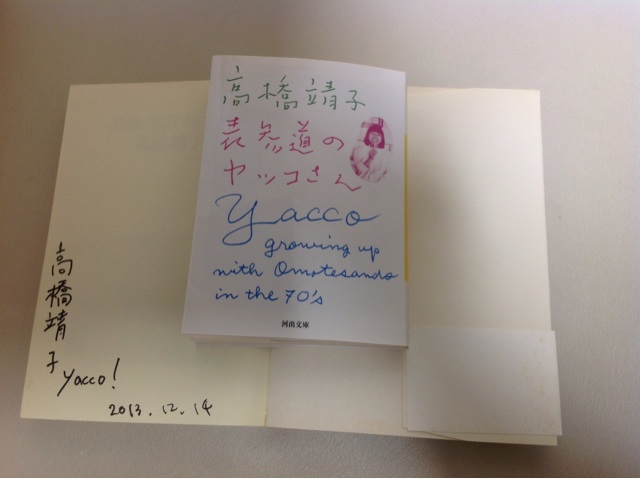 高橋靖子
表参道の
ヤッコさん
yacco
growing up
with Omotesando
in the 70's
河出文庫
高橋靖子
yacco!
2013.12.14